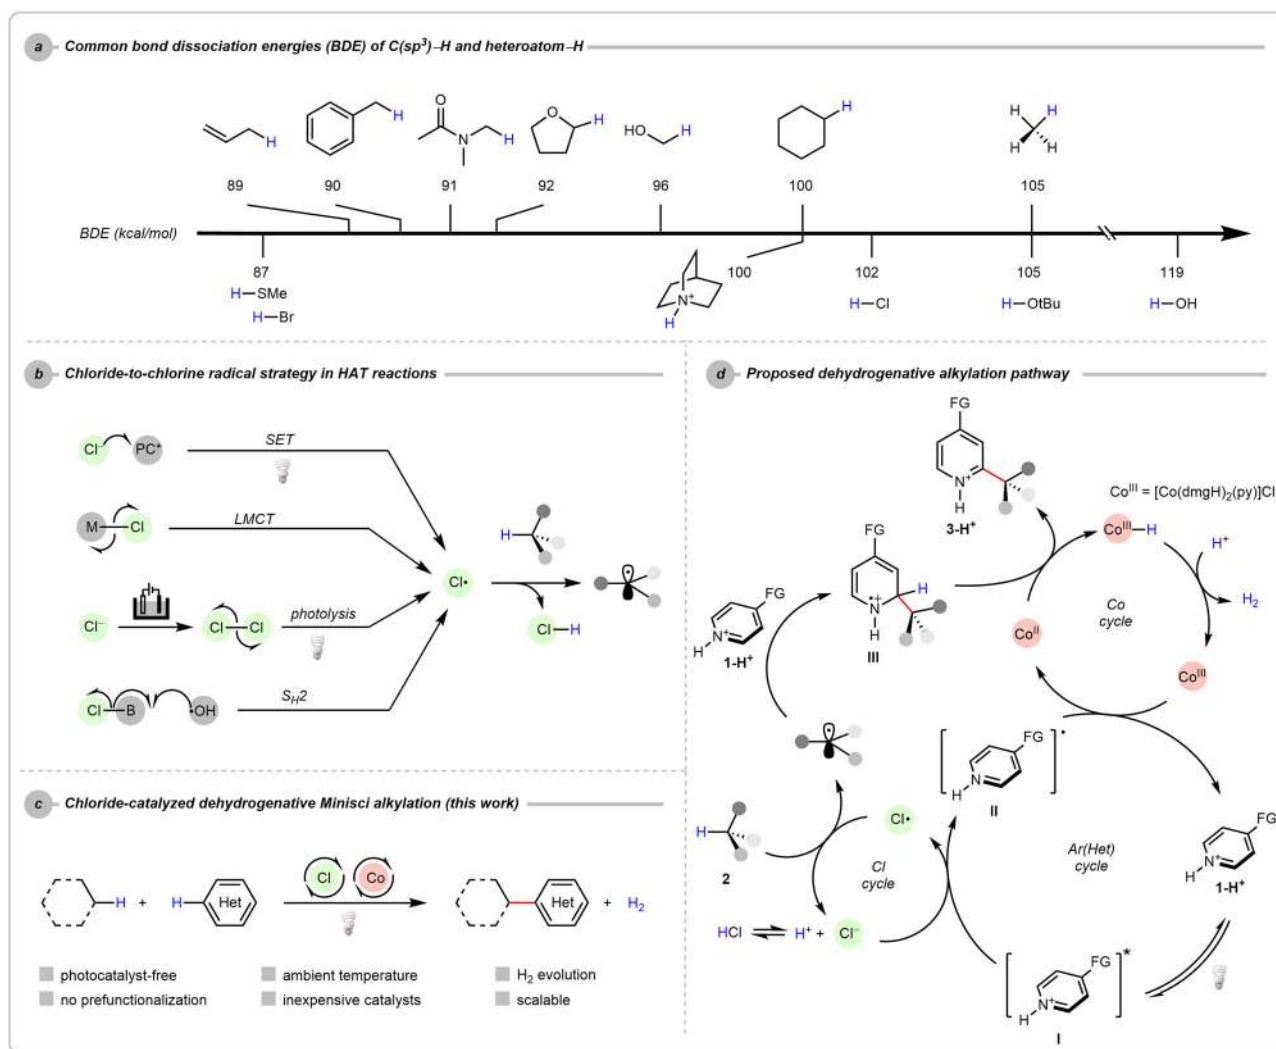 a Common bond dissociation energies (BDE) of C(sp³)–H and heteroatom–H
O
H H N H O H HO H H H H H H
89 90 91 92 96 100 105
BDE (kcal/mol)
87 100 102 105 119
H–SMe
H–Br
N⁺
H
H–Cl H–OtBu H–OH
b Chloride-to-chlorine radical strategy in HAT reactions
Cl⁻ PC* SET
M Cl LMCT
Cl⁻ Cl Cl photolysis
Cl B •OH S_H2
Cl•
H
Cl–H
c Chloride-catalyzed dehydrogenative Minisci alkylation (this work)
H + H Het Cl Co Het + H₂
photocatalyst-free ambient temperature H₂ evolution
no prefunctionalization inexpensive catalysts scalable
d Proposed dehydrogenative alkylation pathway
FG
N⁺
H
3-H⁺
Coᴵᴵᴵ = [Co(dmgH)₂(py)]Cl
Coᴵᴵᴵ–H
H⁺
H₂
Co
cycle
Coᴵᴵ
Coᴵᴵᴵ
FG
H
N
H
III
FG
H N⁺
1-H⁺
FG •
H N⁺
II
Cl•
H
2
Cl
cycle
HCl ⇌ H⁺ + Cl⁻
Ar(Het)
cycle
FG
H N⁺
1-H⁺
FG *
H N⁺
I